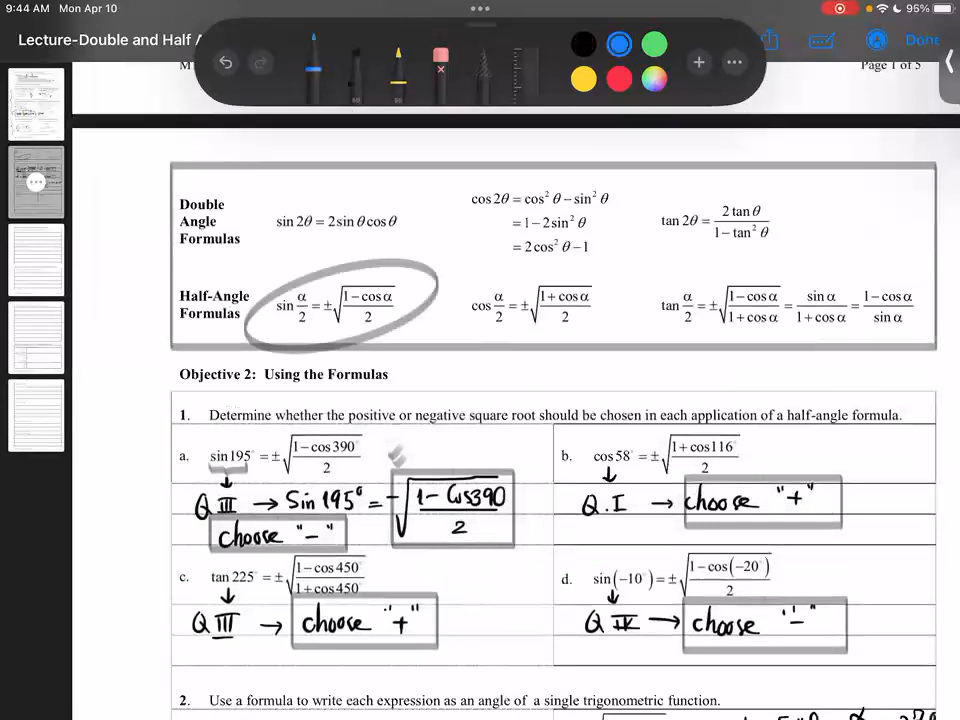 9:44 AM Mon Apr 10
95%
Lecture-Double and Half A
Done
Page 1 of 5
Double Angle Formulas
sin 2θ = 2 sin θ cos θ
cos 2θ = cos² θ − sin² θ
= 1 − 2 sin² θ
= 2 cos² θ − 1
tan 2θ = 2 tan θ / (1 − tan² θ)
Half-Angle Formulas
sin α/2 = ±√((1 − cos α)/2)
cos α/2 = ±√((1 + cos α)/2)
tan α/2 = ±√((1 − cos α)/(1 + cos α)) = sin α/(1 + cos α) = (1 − cos α)/sin α
Objective 2: Using the Formulas
1. Determine whether the positive or negative square root should be chosen in each application of a half-angle formula.
a. sin 195° = ±√((1 − cos 390°)/2)
Q III → Sin 195° = −√((1 − Cos390)/2)
choose "−"
b. cos 58° = ±√((1 + cos 116°)/2)
Q.I → choose "+"
c. tan 225° = ±√((1 − cos 450°)/(1 + cos 450°))
Q III → choose "+"
d. sin(−10°) = ±√((1 − cos(−20°))/2)
Q IV → choose "−"
2. Use a formula to write each expression as an angle of a single trigonometric function.